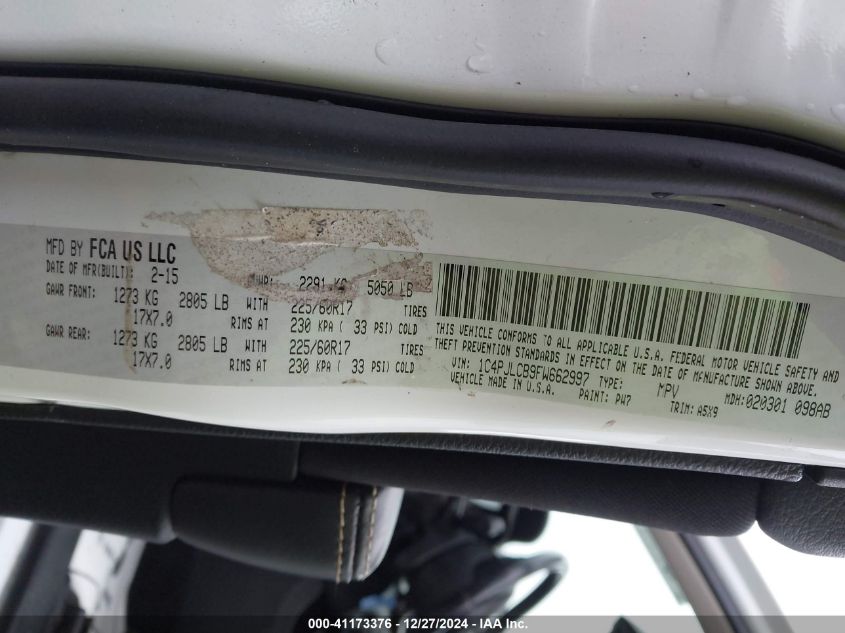 MFD BY FCA US LLC
DATE OF MFR(BUILT): 2-15 GVWR: 2291 KG 5050 LB
GAWR FRONT: 1273 KG 2805 LB WITH 225/60R17 TIRES
17X7.0 RIMS AT 230 KPA ( 33 PSI) COLD
GAWR REAR: 1273 KG 2805 LB WITH 225/60R17 TIRES
17X7.0 RIMS AT 230 KPA ( 33 PSI) COLD
THIS VEHICLE CONFORMS TO ALL APPLICABLE U.S.A. FEDERAL MOTOR VEHICLE SAFETY AND
THEFT PREVENTION STANDARDS IN EFFECT ON THE DATE OF MANUFACTURE SHOWN ABOVE.
VIN: 1C4PJLCB9FW662997 TYPE: MPV MDH:020301 098AB
VEHICLE MADE IN U.S.A. PAINT: PW7 TRIM: A5X9
000-41173376 - 12/27/2024 - IAA Inc.